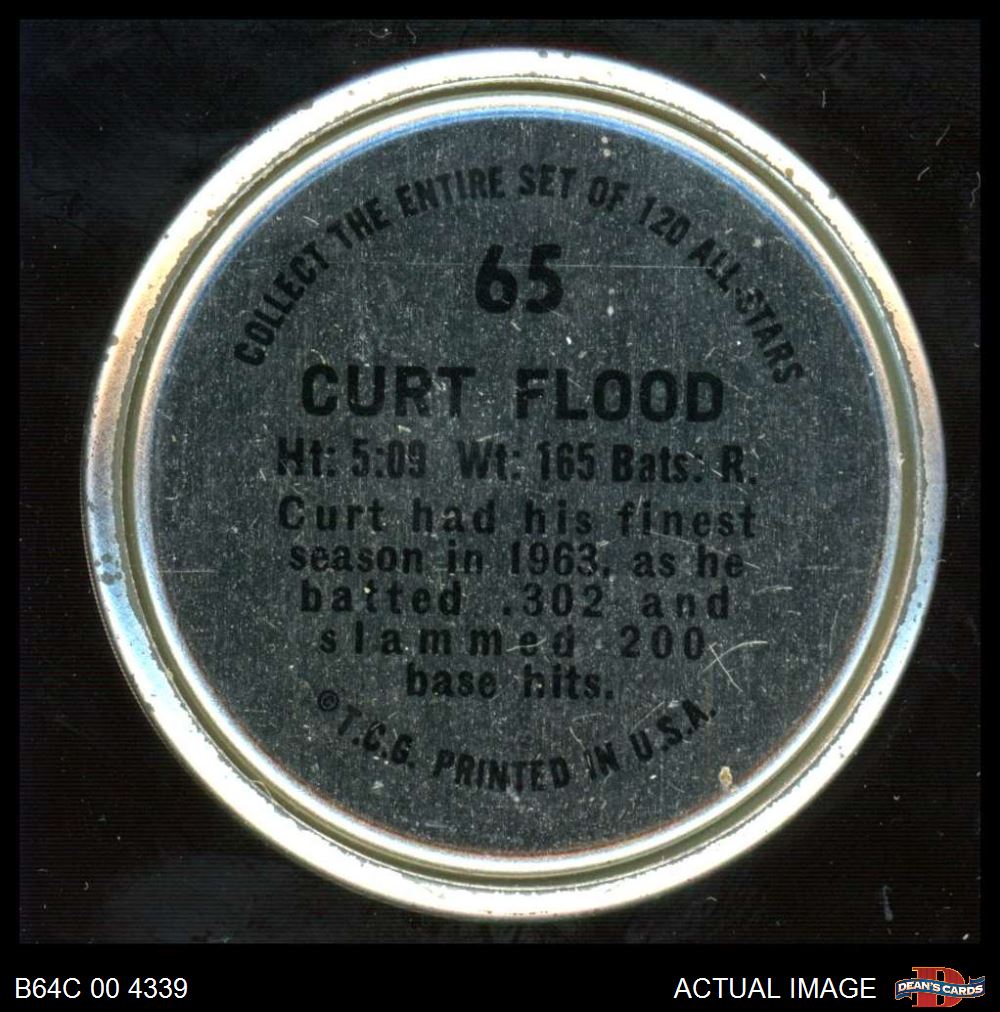 COLLECT THE ENTIRE SET OF 120 ALL-STARS
65
CURT FLOOD
Ht: 5:09 Wt: 165 Bats: R.
Curt had his finest
season in 1963, as he
batted .302 and
slammed 200
base hits.
© T.C.G. PRINTED IN U.S.A.
B64C 00 4339
ACTUAL IMAGE
D
DEAN'S CARDS